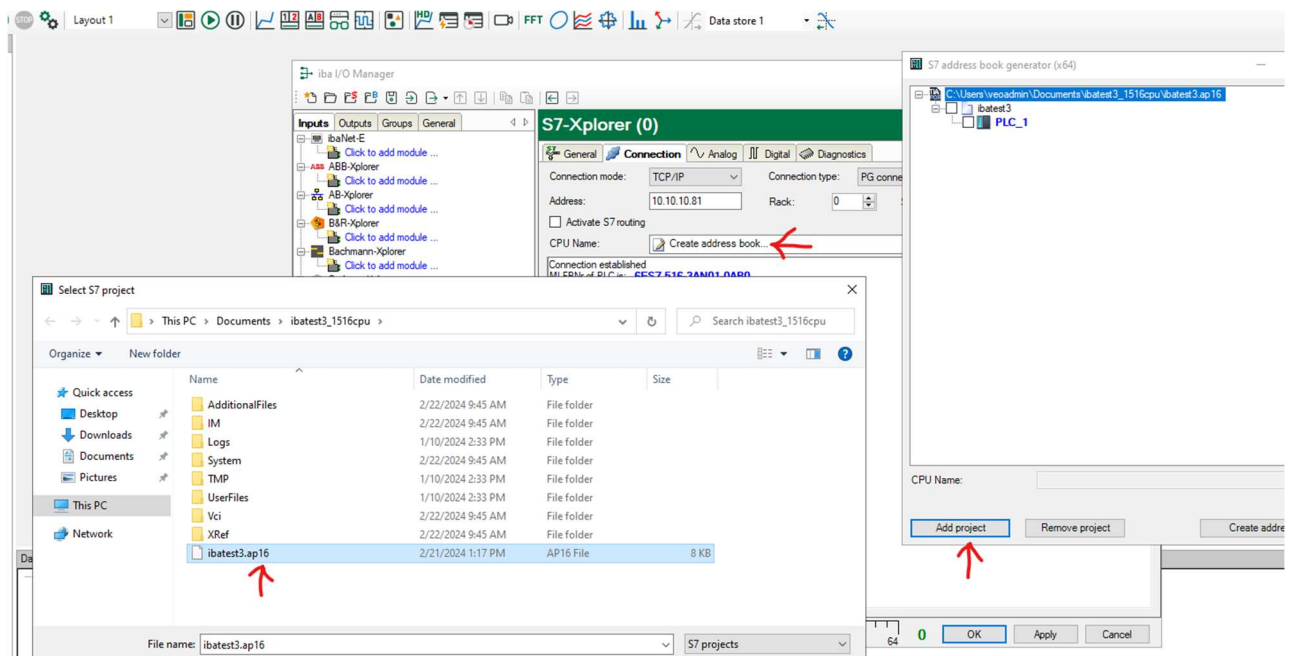 STOP Layout 1 FFT Data store 1
iba I/O Manager
Inputs Outputs Groups General
ibaNet-E
Click to add module ...
ABB-Xplorer
Click to add module ...
AB-Xplorer
Click to add module ...
B&R-Xplorer
Click to add module ...
Bachmann-Xplorer
Click to add module ...
S7-Xplorer (0)
General Connection Analog Digital Diagnostics
Connection mode: TCP/IP Connection type: PG conne
Address: 10.10.10.81 Rack: 0
Activate S7 routing
CPU Name: Create address book...
Connection established
S7 address book generator (x64)
C:\Users\veoadmin\Documents\ibatest3_1516cpu\ibatest3.ap16
ibatest3
PLC_1
CPU Name:
Add project Remove project Create addre
Select S7 project
This PC > Documents > ibatest3_1516cpu >
Search ibatest3_1516cpu
Organize New folder
Quick access
Desktop
Downloads
Documents
Pictures
This PC
Network
Name Date modified Type Size
AdditionalFiles 2/22/2024 9:45 AM File folder
IM 2/22/2024 9:45 AM File folder
Logs 1/10/2024 2:33 PM File folder
System 2/22/2024 9:45 AM File folder
TMP 1/10/2024 2:33 PM File folder
UserFiles 1/10/2024 2:33 PM File folder
Vci 2/22/2024 9:45 AM File folder
XRef 2/22/2024 9:45 AM File folder
ibatest3.ap16 2/21/2024 1:17 PM AP16 File 8 KB
File name: ibatest3.ap16 S7 projects
Da
64 0 OK Apply Cancel